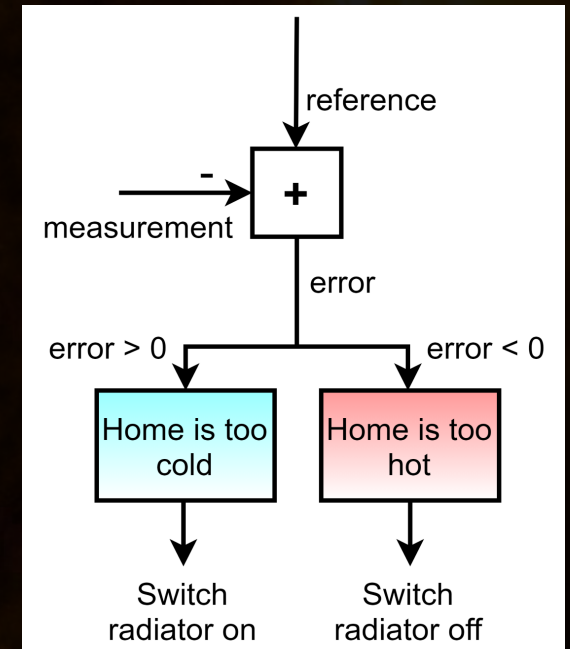 reference
-
+
measurement
error
error > 0
error < 0
Home is too
cold
Home is too
hot
Switch
radiator on
Switch
radiator off